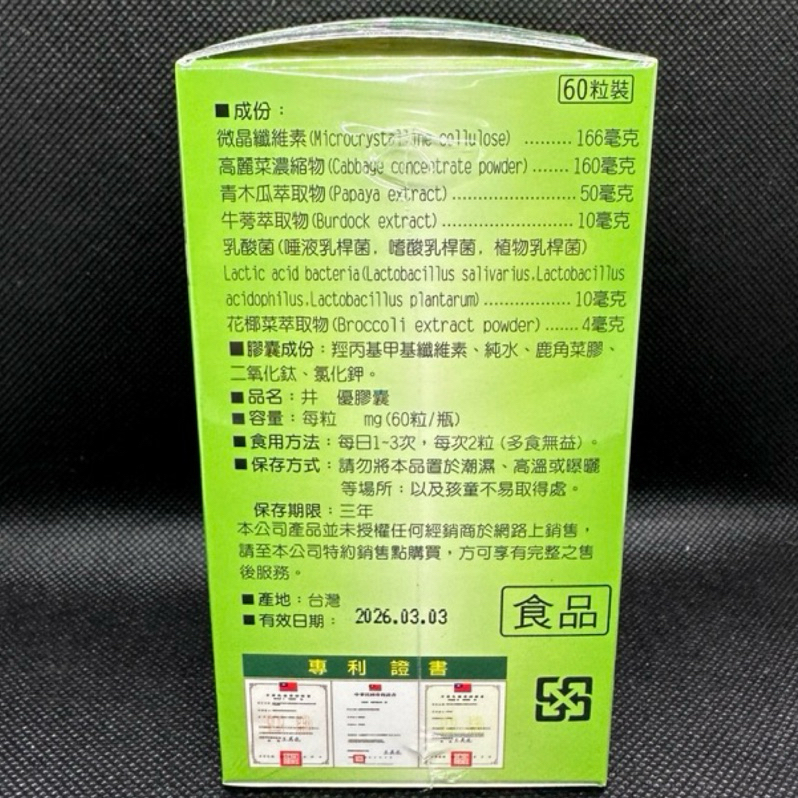 60粒裝
■成份：
微晶纖維素(Microcrystalline cellulose) ......... 166毫克
高麗菜濃縮物(Cabbage concentrate powder) ....... 160毫克
青木瓜萃取物(Papaya extract) ....................... 50毫克
牛蒡萃取物(Burdock extract) ......................... 10毫克
乳酸菌(唾液乳桿菌, 嗜酸乳桿菌, 植物乳桿菌)
Lactic acid bacteria(Lactobacillus salivarius.Lactobacillus
acidophilus.Lactobacillus plantarum) ................ 10毫克
花椰菜萃取物(Broccoli extract powder) ....... 4毫克
■膠囊成份：羥丙基甲基纖維素、純水、鹿角菜膠、
二氧化鈦、氯化鉀。
■品名：井 優膠囊
■容量：每粒 mg(60粒/瓶)
■食用方法：每日1~3次，每次2粒 (多食無益)。
■保存方式：請勿將本品置於潮濕、高溫或曝曬
等場所：以及孩童不易取得處。
保存期限：三年
本公司產品並未授權任何經銷商於網路上銷售，
請至本公司特約銷售點購買，方可享有完整之售
後服務。
■產地：台灣
■有效日期： 2026.03.03
食品
專利證書